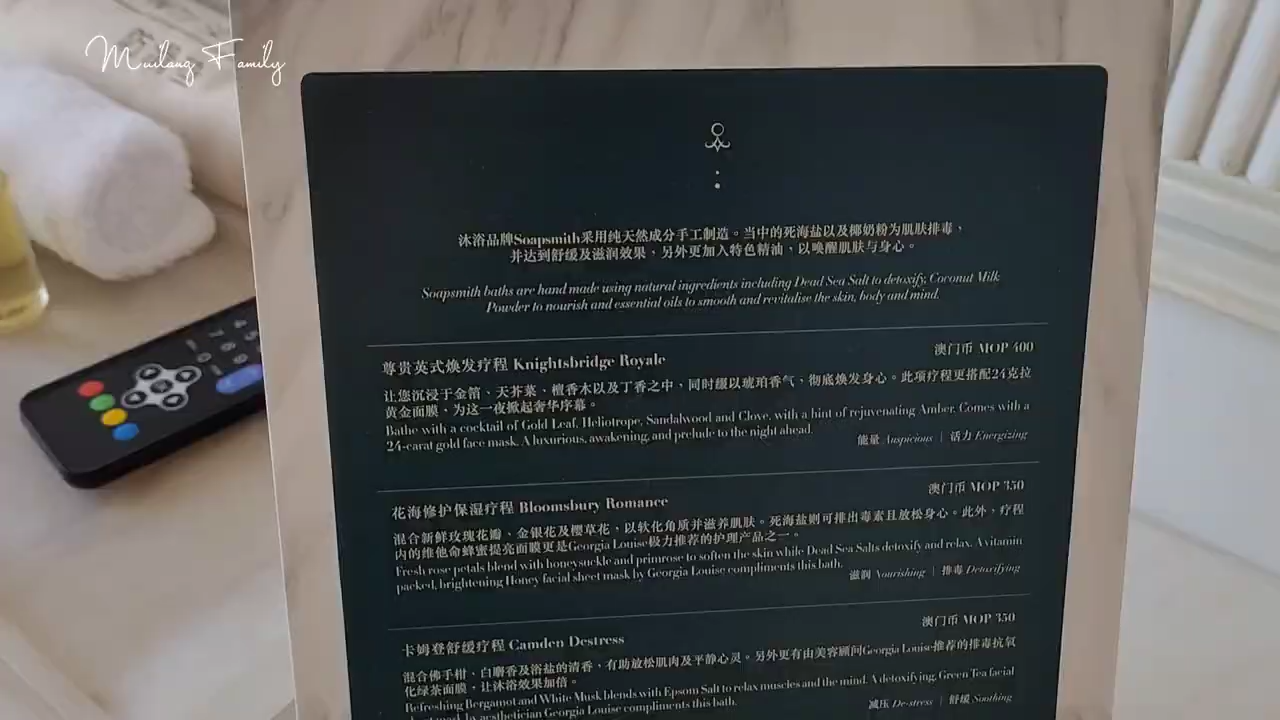 Muilang Family
沐浴品牌Soapsmith采用纯天然成分手工制造。当中的死海盐以及椰奶粉为肌肤排毒，
并达到舒缓及滋润效果，另外更加入特色精油，以唤醒肌肤与身心。
Soapsmith baths are hand made using natural ingredients including Dead Sea Salt to detoxify, Coconut Milk
Powder to nourish and essential oils to smooth and revitalise the skin, body and mind.
尊贵英式焕发疗程 Knightsbridge Royale
澳门币 MOP 400
让您沉浸于金箔、天芥菜、檀香木以及丁香之中，同时缀以琥珀香气，彻底焕发身心。此项疗程更搭配24克拉
黄金面膜，为这一夜掀起奢华序幕。
Bathe with a cocktail of Gold Leaf, Heliotrope, Sandalwood and Clove, with a hint of rejuvenating Amber. Comes with a
24-carat gold face mask. A luxurious, awakening, and prelude to the night ahead.
能量 Auspicious | 活力 Energizing
花海修护保湿疗程 Bloomsbury Romance
澳门币 MOP 350
混合新鲜玫瑰花瓣、金银花及樱草花，以软化角质并滋养肌肤。死海盐则可排出毒素且放松身心。此外，疗程
内的维他命蜂蜜提亮面膜更是Georgia Louise极力推荐的护理产品之一。
Fresh rose petals blend with honeysuckle and primrose to soften the skin while Dead Sea Salts detoxify and relax. A vitamin
packed, brightening Honey facial sheet mask by Georgia Louise compliments this bath.
滋润 Nourishing | 排毒 Detoxifying
卡姆登舒缓疗程 Camden Destress
澳门币 MOP 350
混合佛手柑、白麝香及浴盐的清香，有助放松肌肉及平静心灵。另外更有由美容顾问Georgia Louise推荐的排毒抗氧
化绿茶面膜，让沐浴效果加倍。
Refreshing Bergamot and White Musk blends with Epsom Salt to relax muscles and the mind. A detoxifying, Green Tea facial
sheet mask by aesthetician Georgia Louise compliments this bath.
减压 De-stress | 舒缓 Soothing